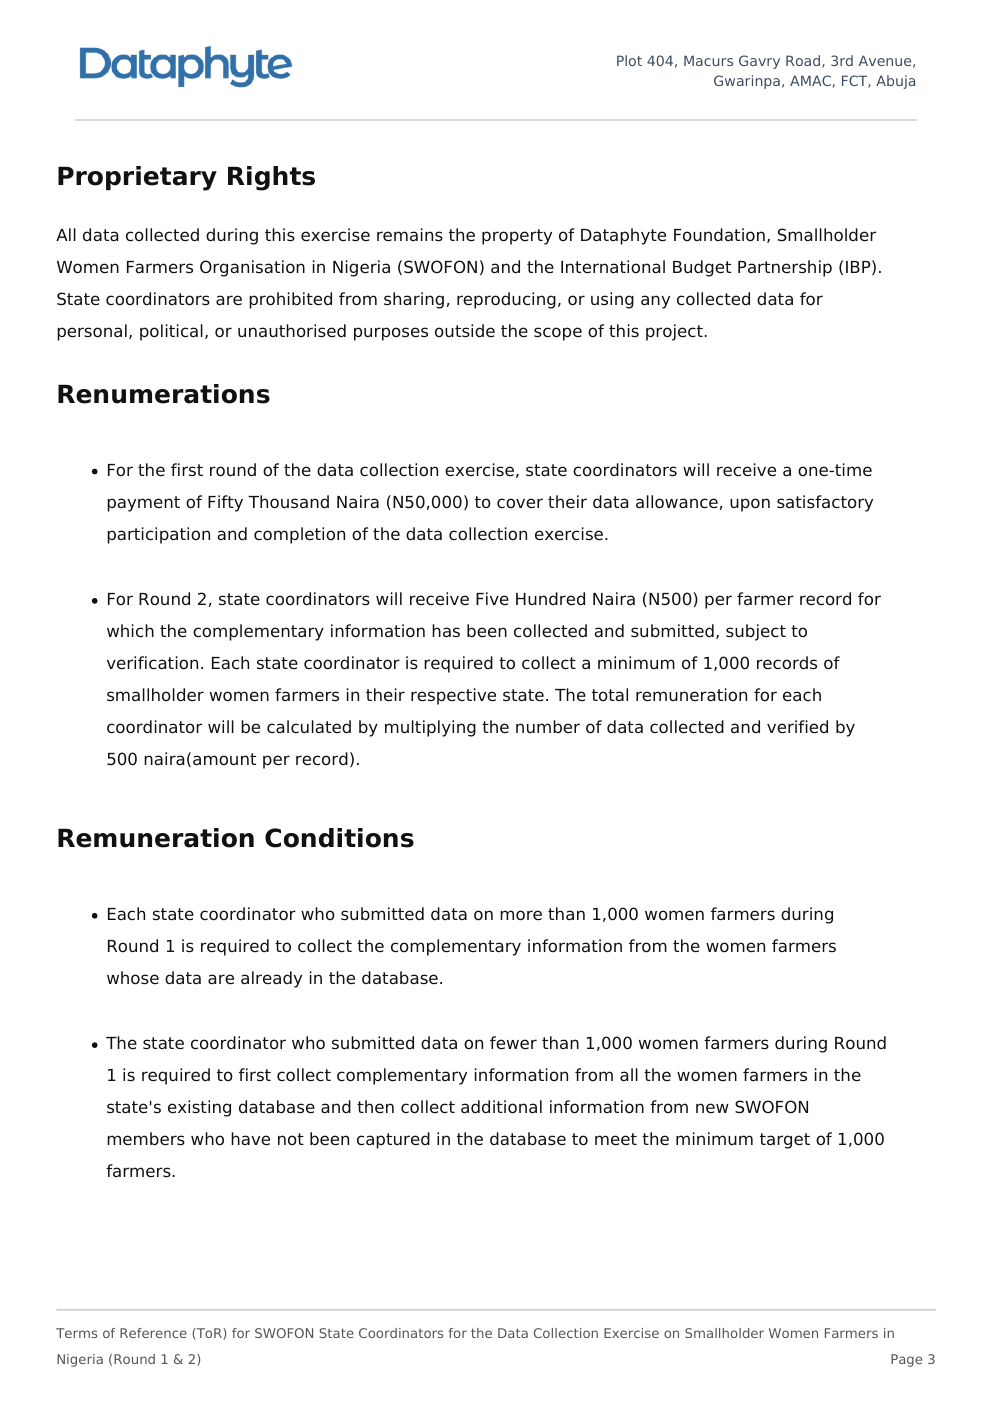 Dataphyte
Plot 404, Macurs Gavry Road, 3rd Avenue,
Gwarinpa, AMAC, FCT, Abuja
Proprietary Rights
All data collected during this exercise remains the property of Dataphyte Foundation, Smallholder
Women Farmers Organisation in Nigeria (SWOFON) and the International Budget Partnership (IBP).
State coordinators are prohibited from sharing, reproducing, or using any collected data for
personal, political, or unauthorised purposes outside the scope of this project.
Renumerations
• For the first round of the data collection exercise, state coordinators will receive a one-time
payment of Fifty Thousand Naira (N50,000) to cover their data allowance, upon satisfactory
participation and completion of the data collection exercise.
• For Round 2, state coordinators will receive Five Hundred Naira (N500) per farmer record for
which the complementary information has been collected and submitted, subject to
verification. Each state coordinator is required to collect a minimum of 1,000 records of
smallholder women farmers in their respective state. The total remuneration for each
coordinator will be calculated by multiplying the number of data collected and verified by
500 naira(amount per record).
Remuneration Conditions
• Each state coordinator who submitted data on more than 1,000 women farmers during
Round 1 is required to collect the complementary information from the women farmers
whose data are already in the database.
• The state coordinator who submitted data on fewer than 1,000 women farmers during Round
1 is required to first collect complementary information from all the women farmers in the
state's existing database and then collect additional information from new SWOFON
members who have not been captured in the database to meet the minimum target of 1,000
farmers.
Terms of Reference (ToR) for SWOFON State Coordinators for the Data Collection Exercise on Smallholder Women Farmers in
Nigeria (Round 1 & 2) Page 3